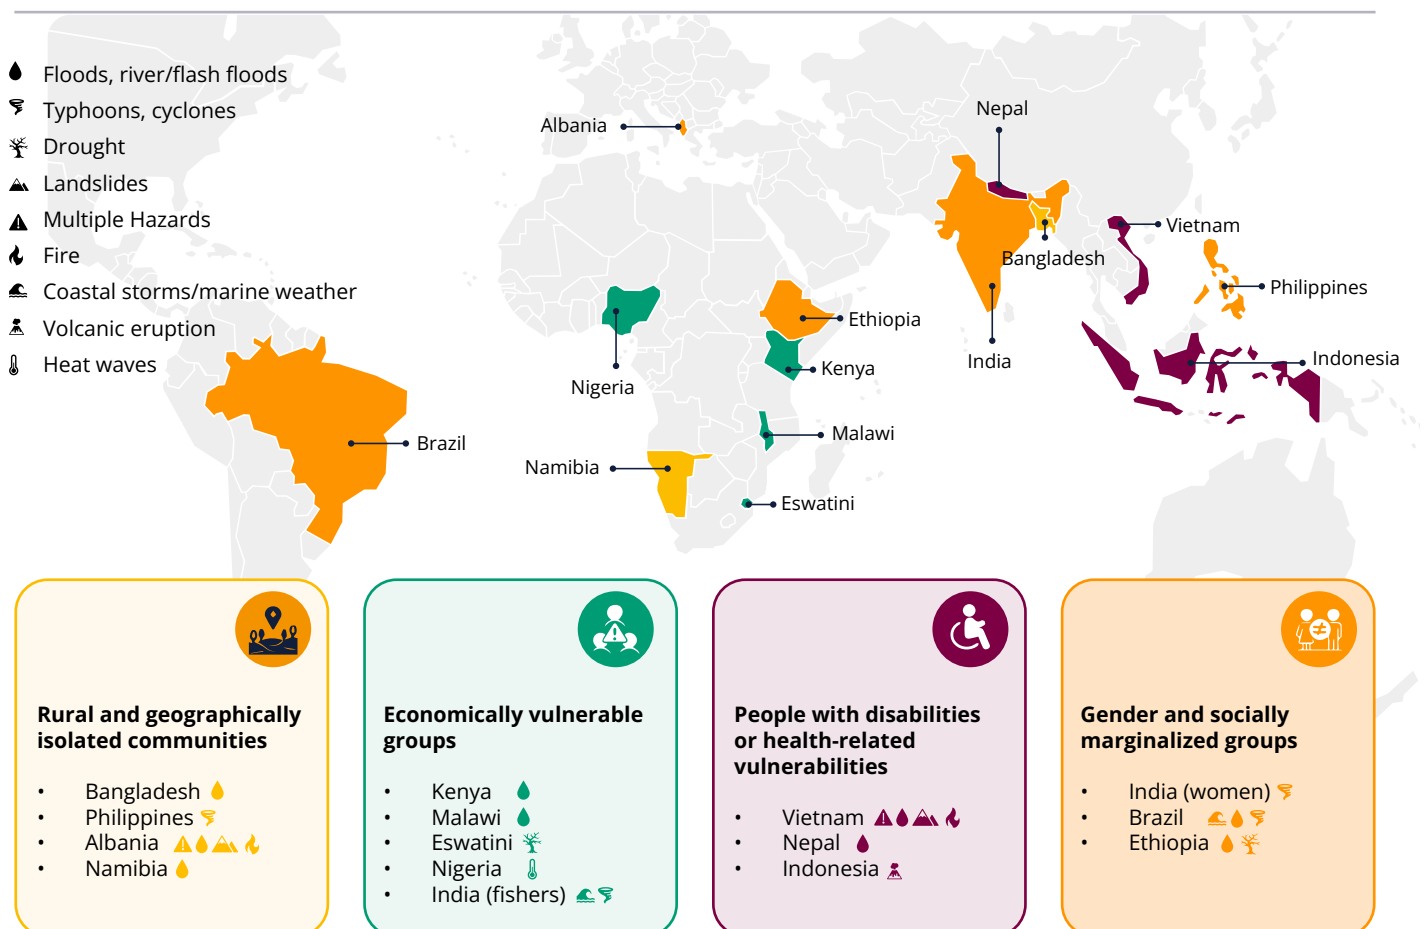 Floods, river/flash floods
Typhoons, cyclones
Drought
Landslides
Multiple Hazards
Fire
Coastal storms/marine weather
Volcanic eruption
Heat waves
Albania
Nepal
Vietnam
Bangladesh
Philippines
Ethiopia
India
Indonesia
Kenya
Nigeria
Malawi
Brazil
Namibia
Eswatini
Rural and geographically
isolated communities
• Bangladesh
• Philippines
• Albania
• Namibia
Economically vulnerable
groups
• Kenya
• Malawi
• Eswatini
• Nigeria
• India (fishers)
People with disabilities
or health-related
vulnerabilities
• Vietnam
• Nepal
• Indonesia
Gender and socially
marginalized groups
• India (women)
• Brazil
• Ethiopia